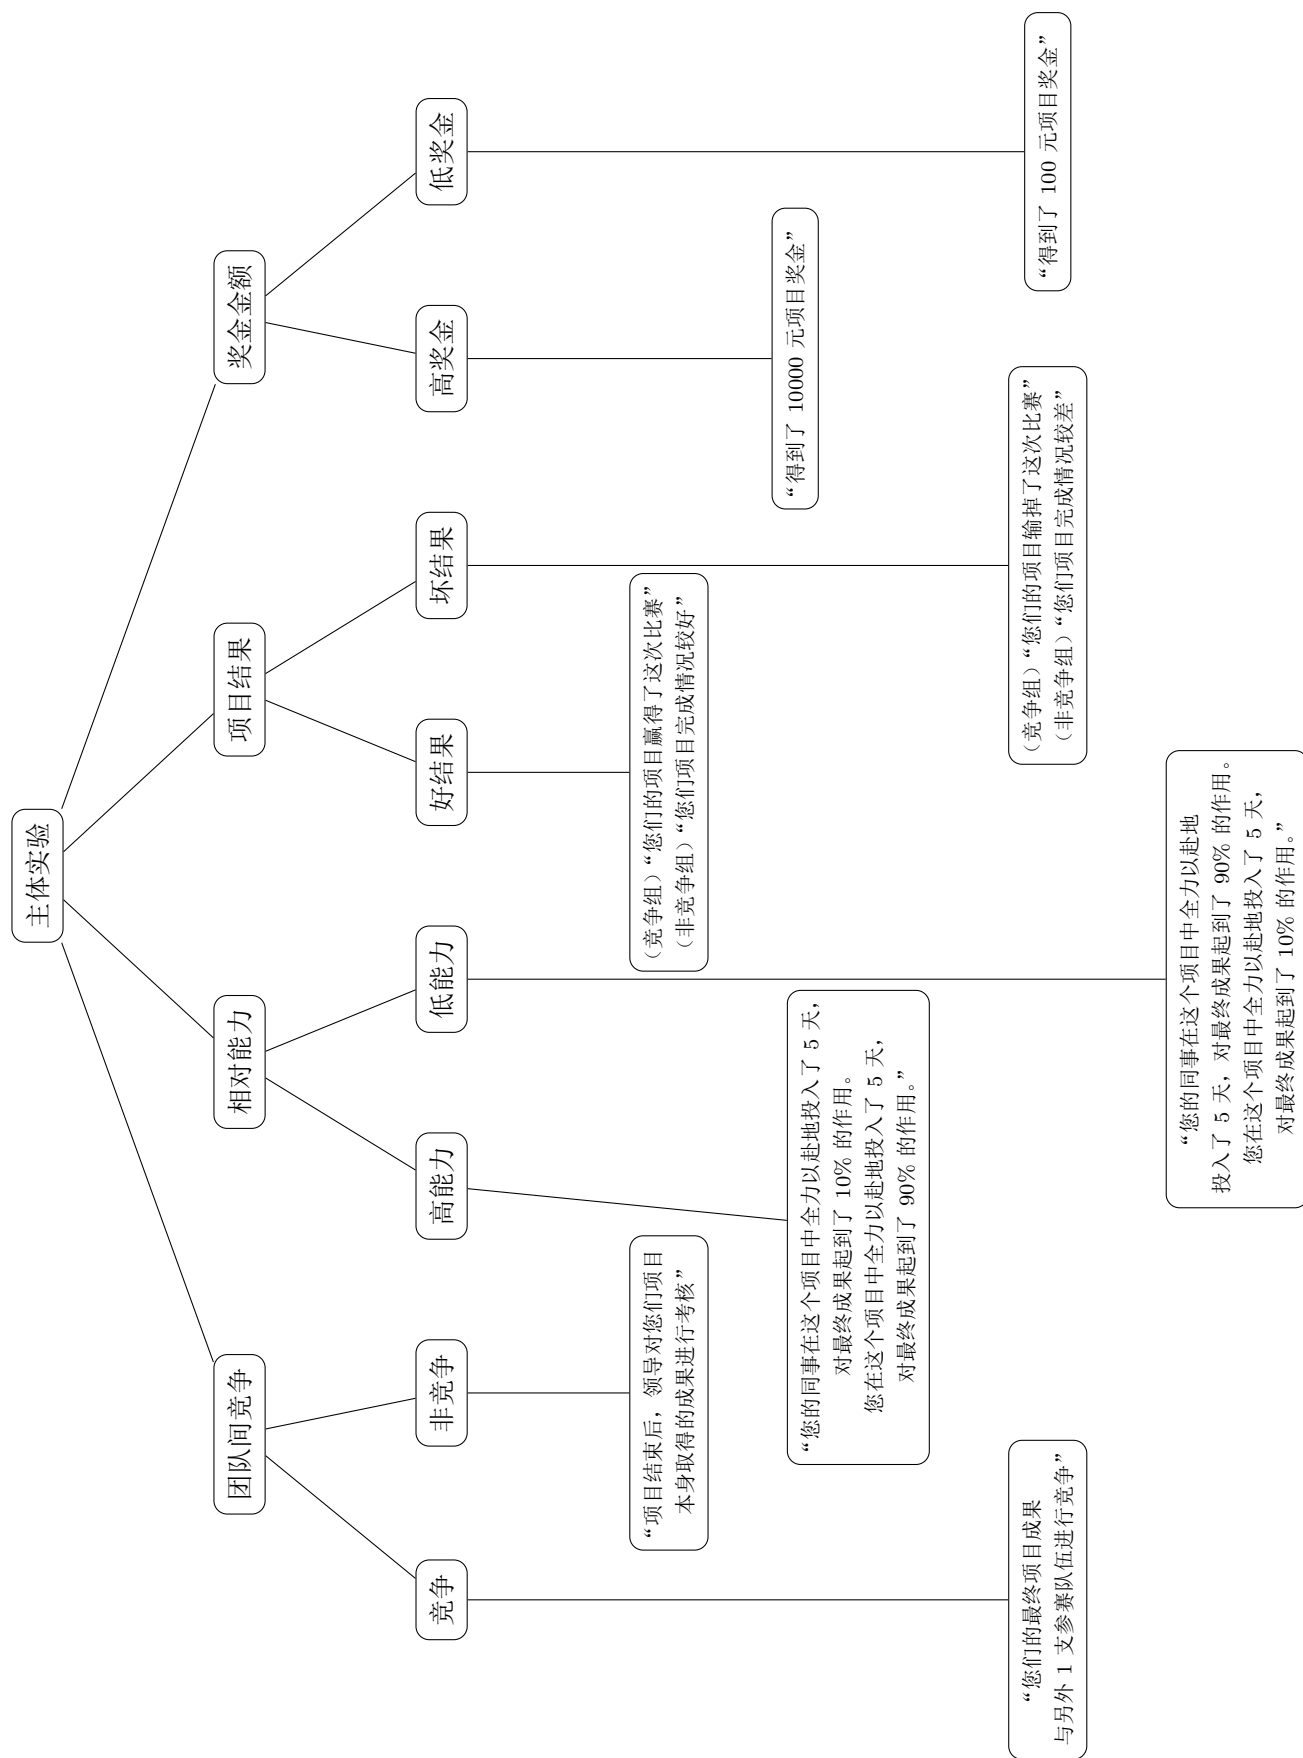 主体实验
团队间竞争
相对能力
项目结果
奖金金额
竞争
非竞争
高能力
低能力
好结果
坏结果
高奖金
低奖金
“项目结束后，领导对您们项目
本身取得的成果进行考核”
（竞争组）“您们的项目赢得了这次比赛”
（非竞争组）“您们项目完成情况较好”
“得到了 10000 元项目奖金”
“您的同事在这个项目中全力以赴地投入了 5 天，
对最终成果起到了 10% 的作用。
您在这个项目中全力以赴地投入了 5 天，
对最终成果起到了 90% 的作用。”
“您们的最终项目成果
与另外 1 支参赛队伍进行竞争”
（竞争组）“您们的项目输掉了这次比赛”
（非竞争组）“您们项目完成情况较差”
“得到了 100 元项目奖金”
“您的同事在这个项目中全力以赴地
投入了 5 天，对最终成果起到了 90% 的作用。
您在这个项目中全力以赴地投入了 5 天，
对最终成果起到了 10% 的作用。”